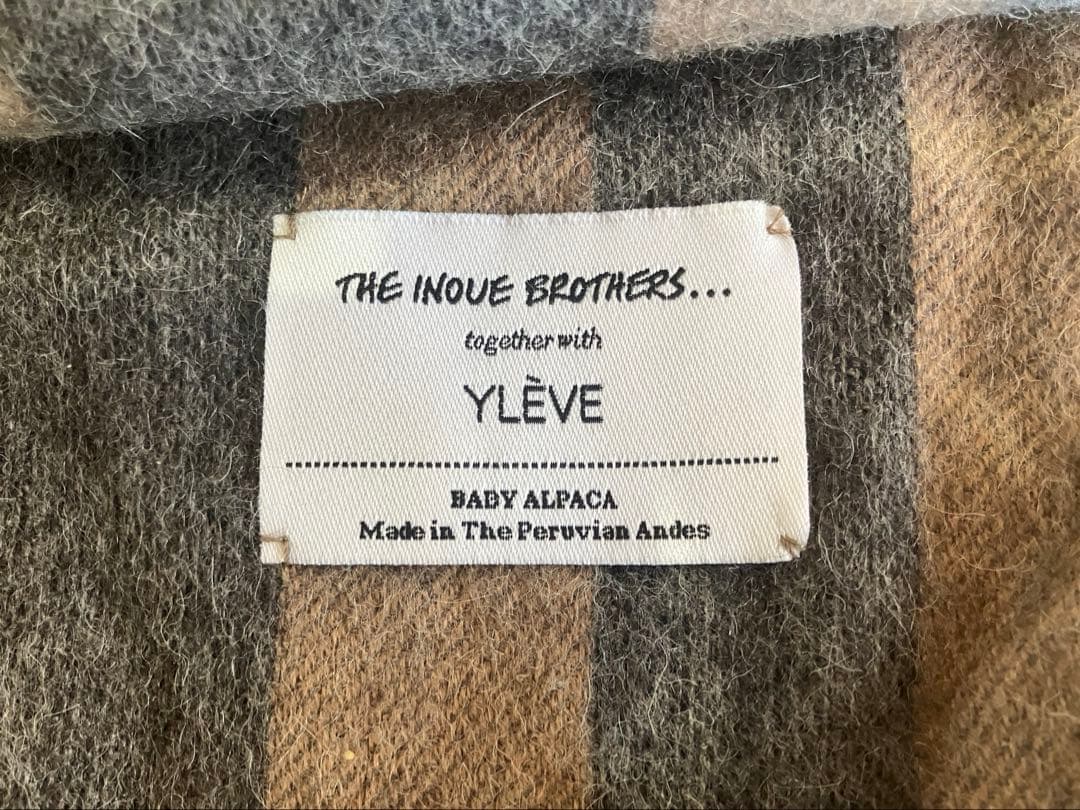 THE INOUE BROTHERS...
together with
YLÈVE
BABY ALPACA
Made in The Peruvian Andes